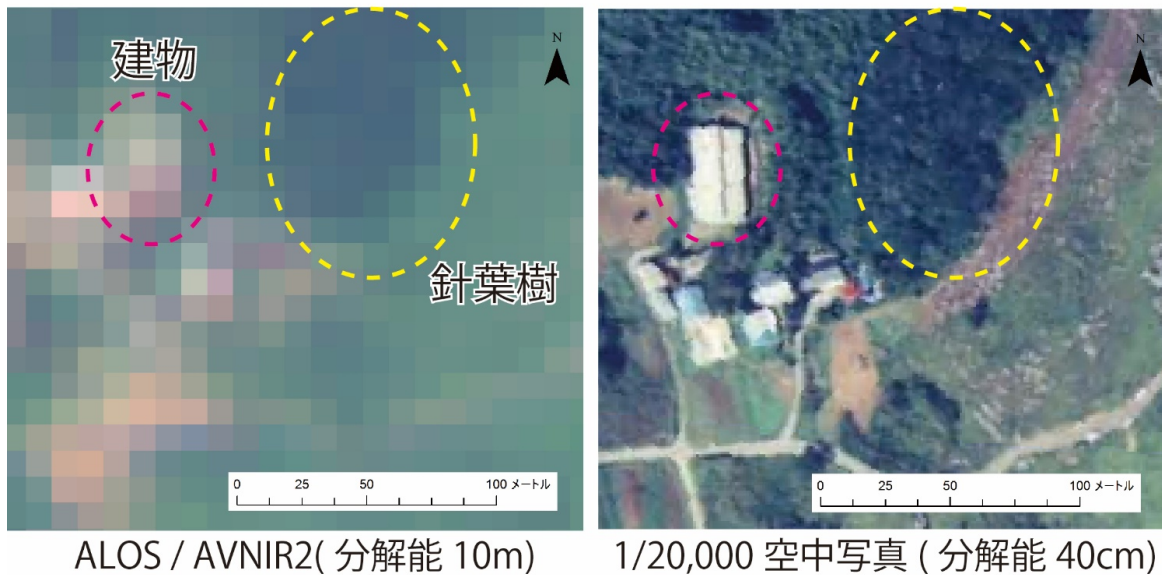 建物
針葉樹
N
0 25 50 100 メートル
ALOS / AVNIR2( 分解能 10m)
N
0 25 50 100 メートル
1/20,000 空中写真 ( 分解能 40cm)